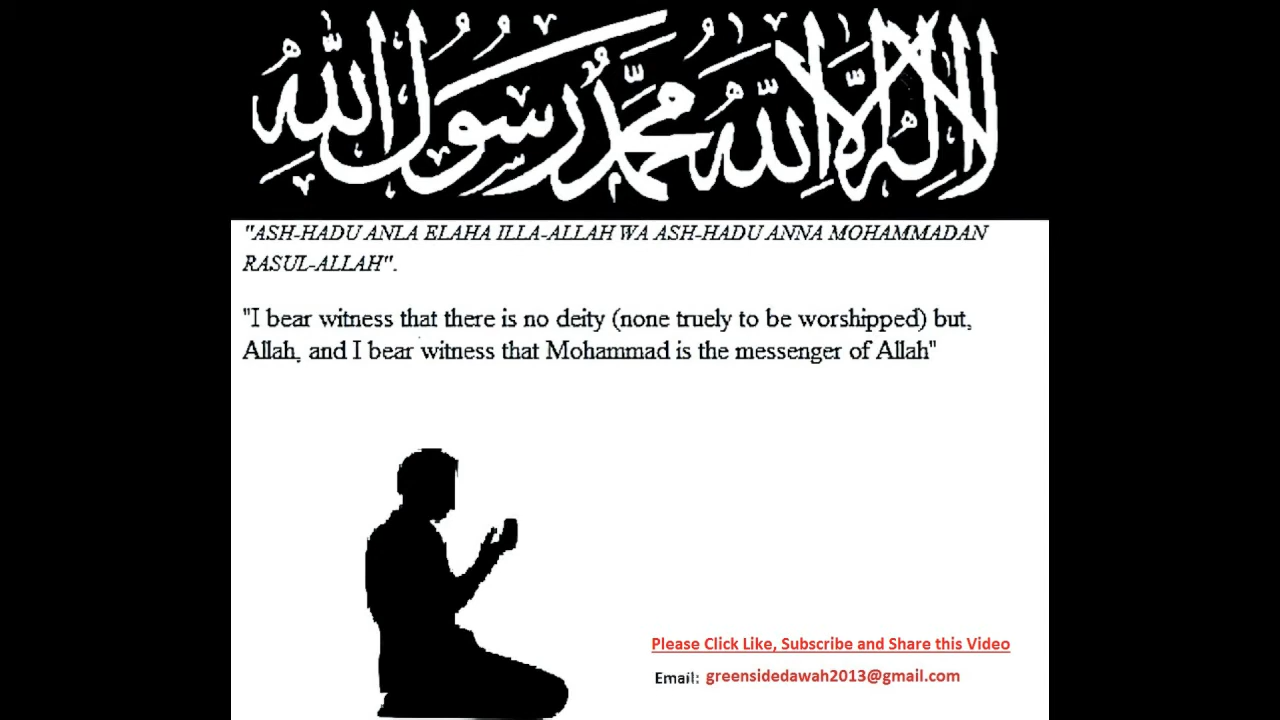 لا إله إلا الله محمد رسول الله
"ASH-HADU ANLA ELAHA ILLA-ALLAH WA ASH-HADU ANNA MOHAMMADAN
RASUL-ALLAH".
"I bear witness that there is no deity (none truely to be worshipped) but,
Allah, and I bear witness that Mohammad is the messenger of Allah"
Please Click Like, Subscribe and Share this Video
Email: greensidedawah2013@gmail.com